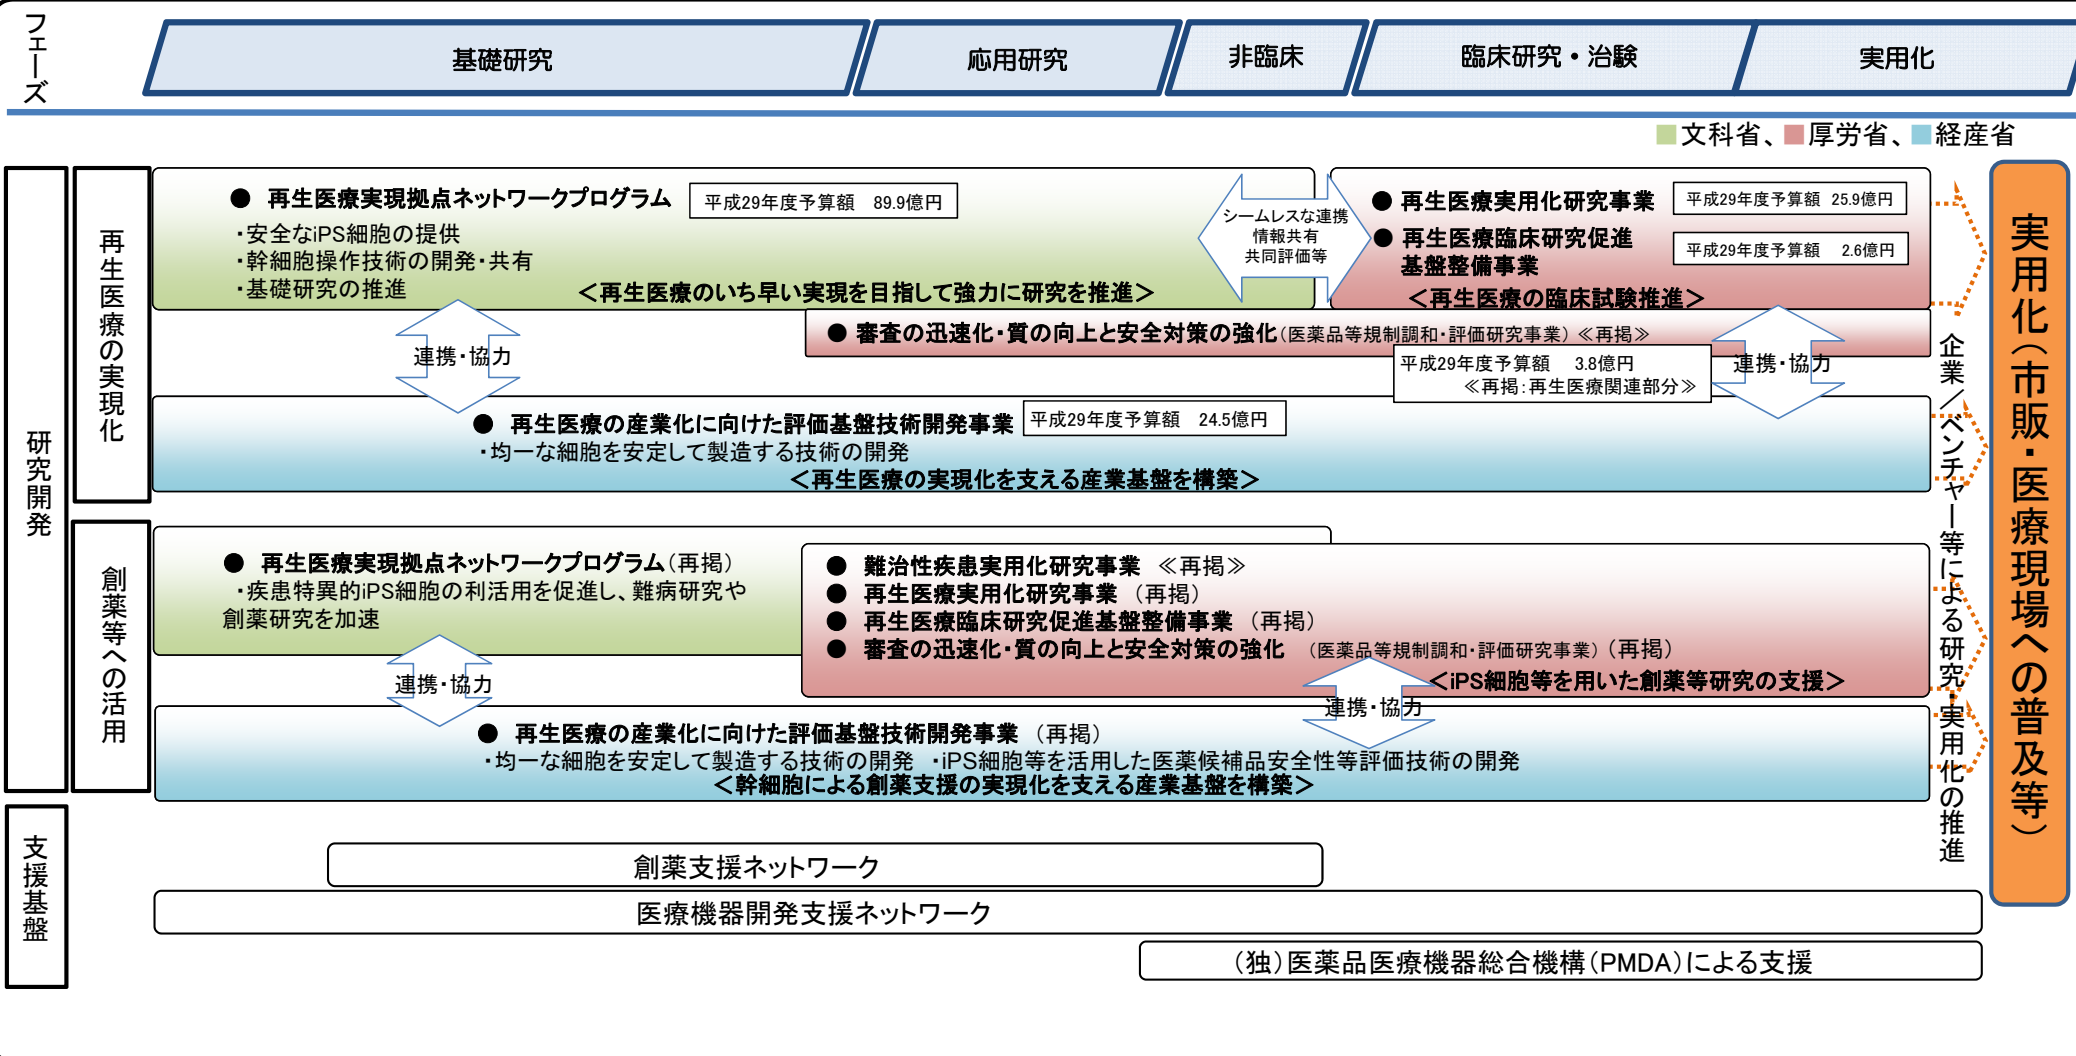 フェーズ
基礎研究
応用研究
非臨床
臨床研究・治験
実用化
文科省、厚労省、経産省
研究開発
再生医療の実現化
● 再生医療実現拠点ネットワークプログラム
平成29年度予算額 89.9億円
・安全なiPS細胞の提供
・幹細胞操作技術の開発・共有
・基礎研究の推進
＜再生医療のいち早い実現を目指して強力に研究を推進＞
シームレスな連携
情報共有
共同評価等
● 再生医療実用化研究事業
平成29年度予算額 25.9億円
● 再生医療臨床研究促進
基盤整備事業
平成29年度予算額 2.6億円
＜再生医療の臨床試験推進＞
● 審査の迅速化・質の向上と安全対策の強化(医薬品等規制調和・評価研究事業)≪再掲≫
平成29年度予算額 3.8億円
≪再掲:再生医療関連部分≫
連携・協力
連携・協力
● 再生医療の産業化に向けた評価基盤技術開発事業
平成29年度予算額 24.5億円
・均一な細胞を安定して製造する技術の開発
＜再生医療の実現化を支える産業基盤を構築＞
創薬等への活用
● 再生医療実現拠点ネットワークプログラム(再掲)
・疾患特異的iPS細胞の利活用を促進し、難病研究や
創薬研究を加速
● 難治性疾患実用化研究事業 ≪再掲≫
● 再生医療実用化研究事業 (再掲)
● 再生医療臨床研究促進基盤整備事業 (再掲)
● 審査の迅速化・質の向上と安全対策の強化 (医薬品等規制調和・評価研究事業)(再掲)
＜iPS細胞等を用いた創薬等研究の支援＞
連携・協力
連携・協力
● 再生医療の産業化に向けた評価基盤技術開発事業 (再掲)
・均一な細胞を安定して製造する技術の開発 ・iPS細胞等を活用した医薬候補品安全性等評価技術の開発
＜幹細胞による創薬支援の実現化を支える産業基盤を構築＞
企業／ベンチャー等による研究・実用化の推進
実用化(市販・医療現場への普及等)
支援基盤
創薬支援ネットワーク
医療機器開発支援ネットワーク
(独)医薬品医療機器総合機構(PMDA)による支援